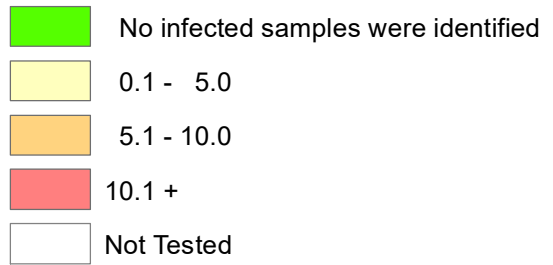 No infected samples were identified
0.1 - 5.0
5.1 - 10.0
10.1 +
Not Tested